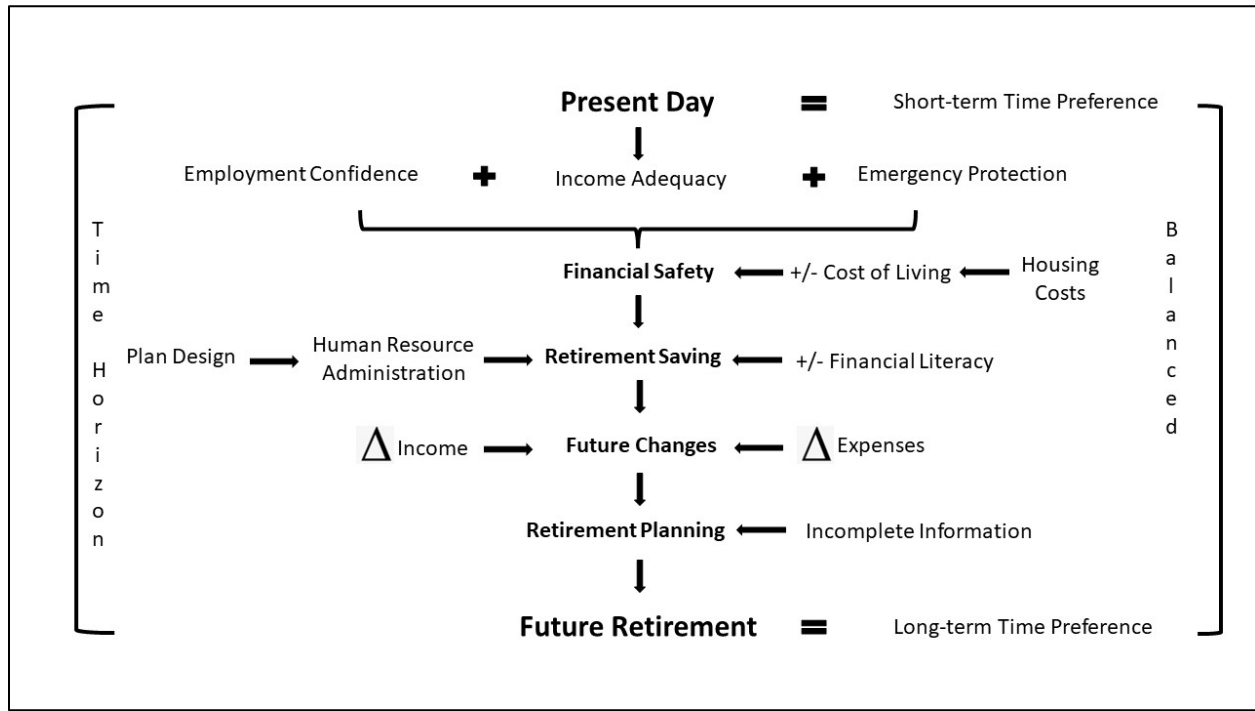 Present Day = Short-term Time Preference
Employment Confidence + Income Adequacy + Emergency Protection
Time Horizon
Balanced
Financial Safety +/- Cost of Living Housing Costs
Plan Design Human Resource Administration Retirement Saving +/- Financial Literacy
Δ Income Future Changes Δ Expenses
Retirement Planning Incomplete Information
Future Retirement = Long-term Time Preference